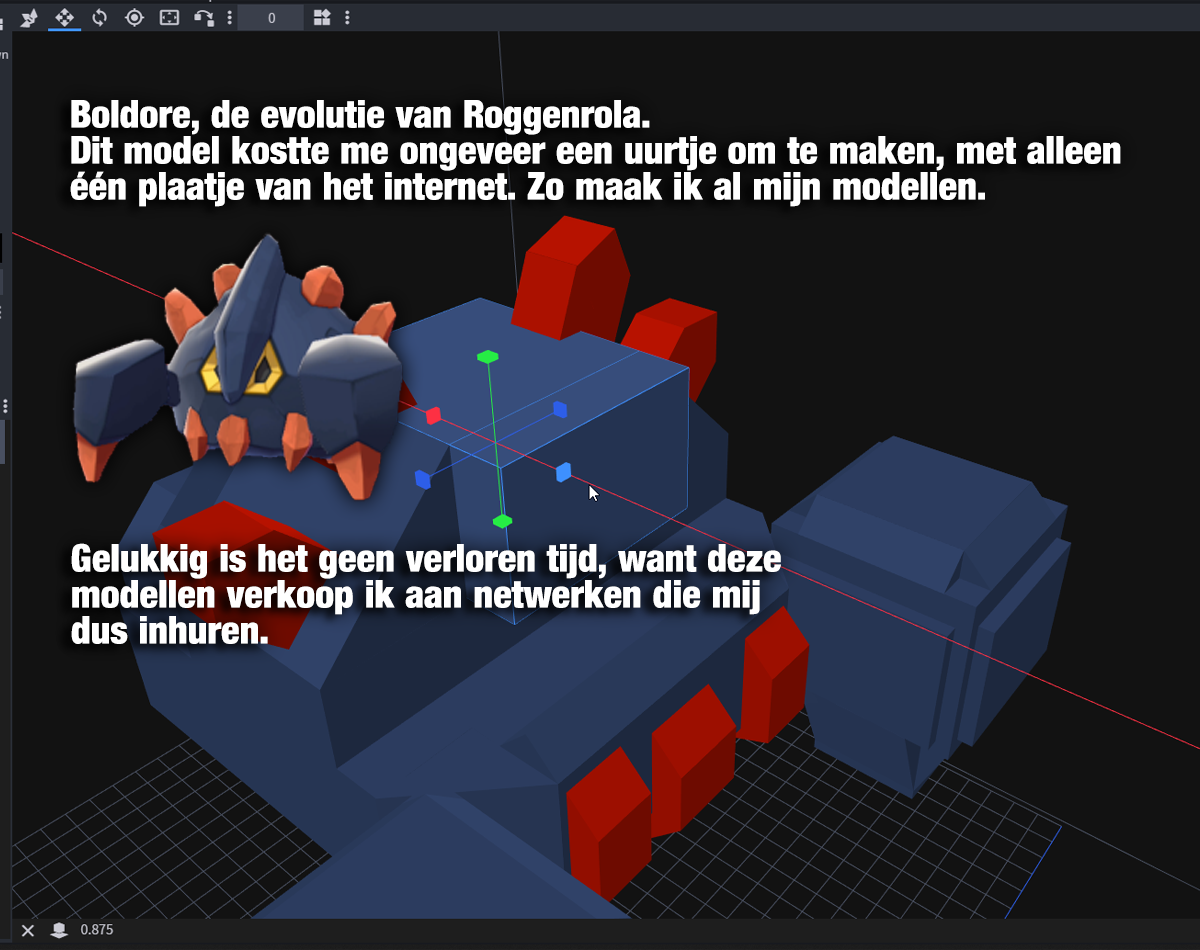 0
Boldore, de evolutie van Roggenrola.
Dit model kostte me ongeveer een uurtje om te maken, met alleen
één plaatje van het internet. Zo maak ik al mijn modellen.
Gelukkig is het geen verloren tijd, want deze
modellen verkoop ik aan netwerken die mij
dus inhuren.
0.875